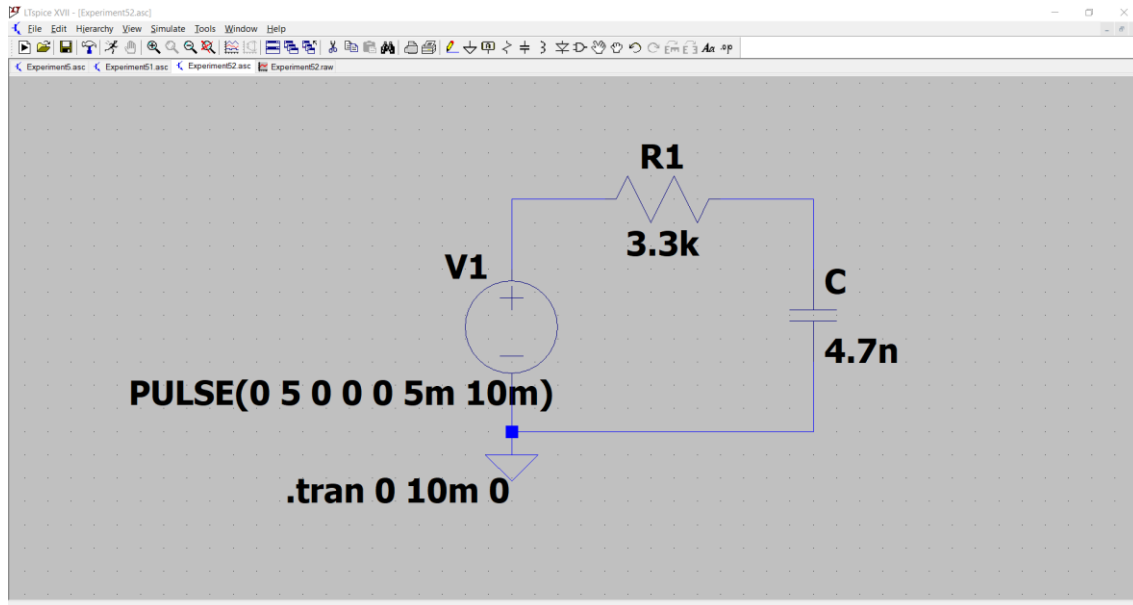 LTspice XVII - [Experiment52.asc]
File Edit Hierarchy View Simulate Tools Window Help
Aa .op
Experiment5.asc Experiment51.asc Experiment52.asc Experiment52.raw
R1
3.3k
V1
C
4.7n
PULSE(0 5 0 0 0 5m 10m)
.tran 0 10m 0